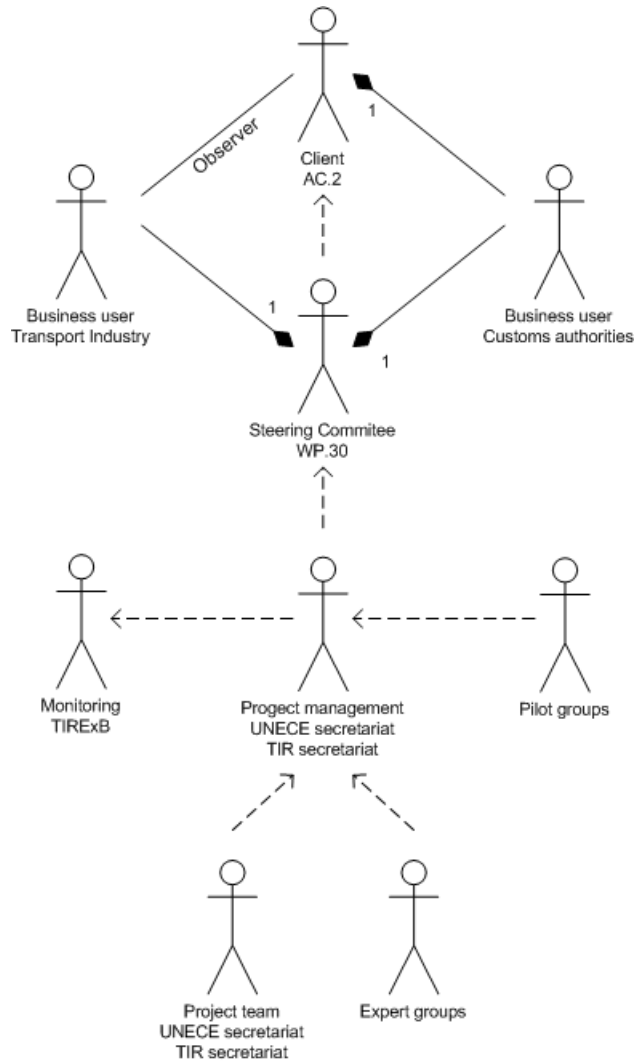 Observer
1
Client
AC.2
Business user
Transport Industry
Business user
Customs authorities
1
1
Steering Commitee
WP.30
Monitoring
TIRExB
Progect management
UNECE secretariat
TIR secretariat
Pilot groups
Project team
UNECE secretariat
TIR secretariat
Expert groups